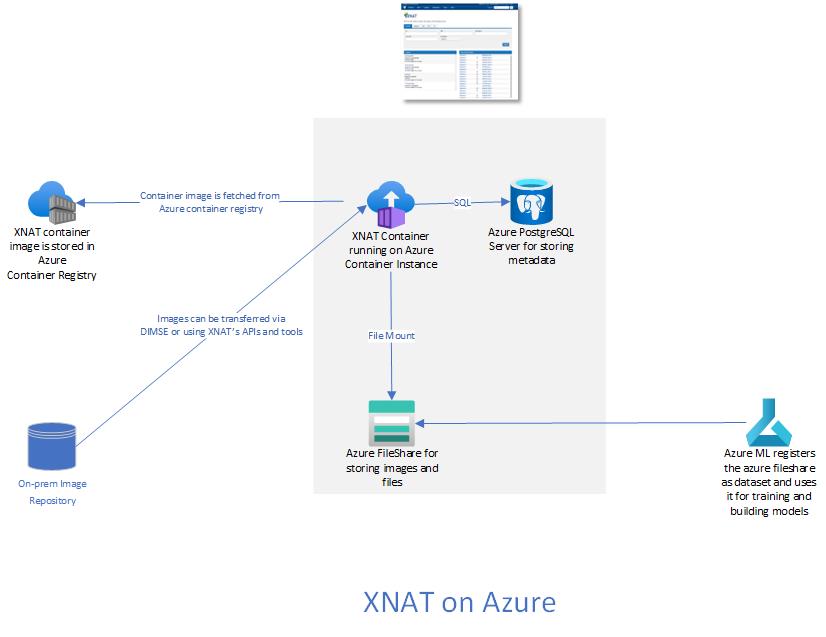 XNAT
Container image is fetched from
Azure container registry
SQL
XNAT container
image is stored in
Azure
Container Registry
XNAT Container
running on Azure
Container Instance
Azure PostgreSQL
Server for storing
metadata
Images can be transferred via
DIMSE or using XNAT's APIs and tools
File Mount
Azure FileShare for
storing images and
files
On-prem Image
Repository
Azure ML registers
the azure fileshare
as dataset and uses
it for training and
building models
XNAT on Azure